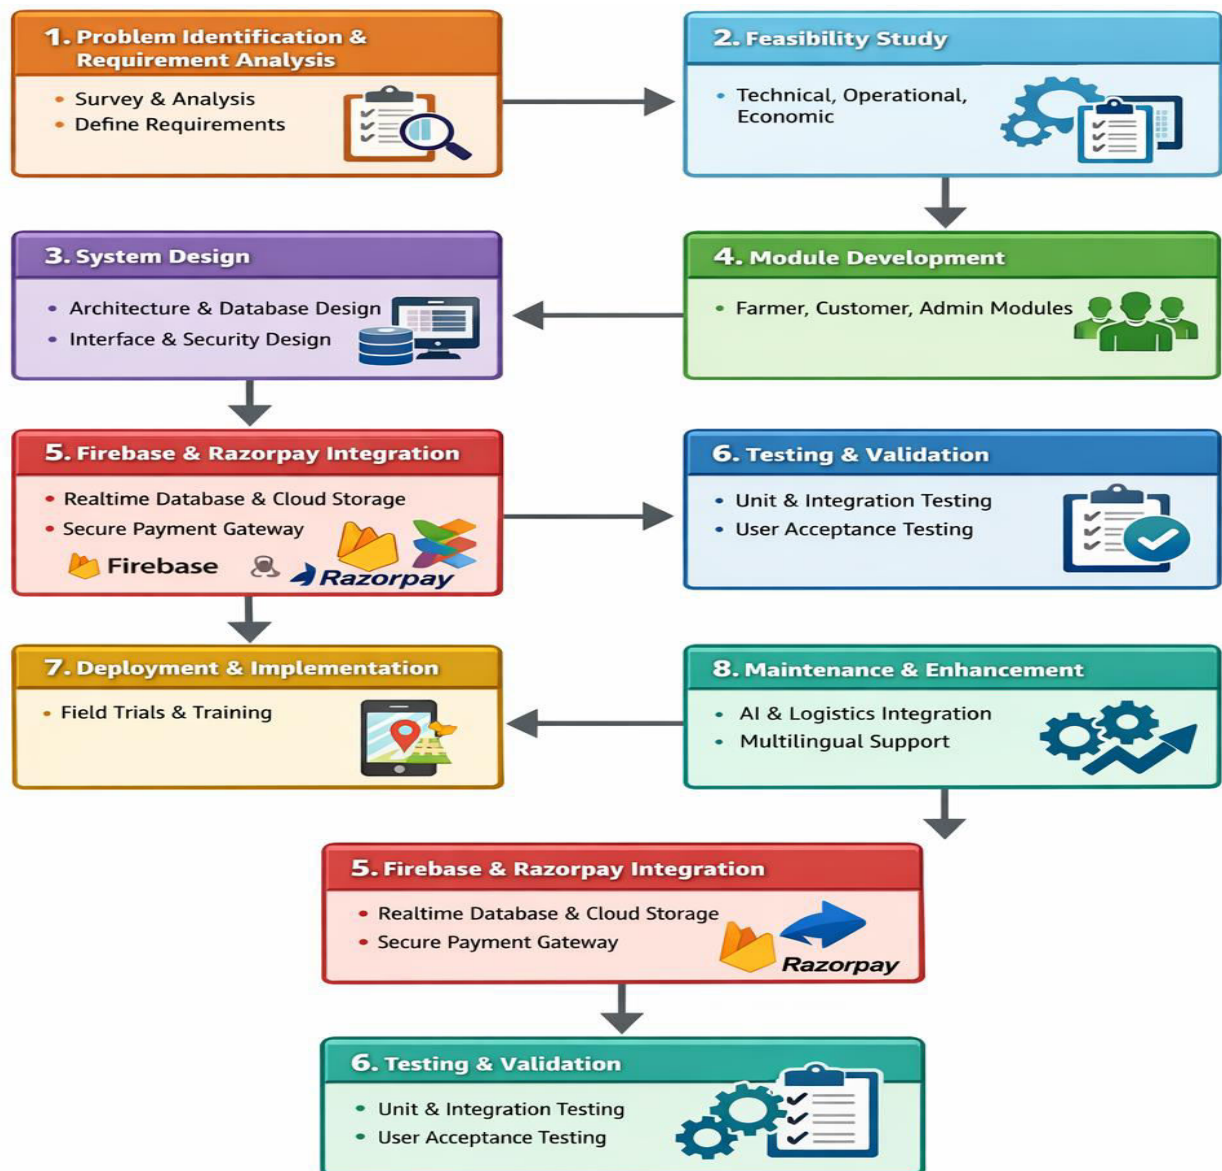 1. Problem Identification &
Requirement Analysis
• Survey & Analysis
• Define Requirements
2. Feasibility Study
• Technical, Operational,
Economic
3. System Design
• Architecture & Database Design
• Interface & Security Design
4. Module Development
• Farmer, Customer, Admin Modules
5. Firebase & Razorpay Integration
• Realtime Database & Cloud Storage
• Secure Payment Gateway
Firebase
Razorpay
6. Testing & Validation
• Unit & Integration Testing
• User Acceptance Testing
7. Deployment & Implementation
• Field Trials & Training
8. Maintenance & Enhancement
• AI & Logistics Integration
• Multilingual Support
5. Firebase & Razorpay Integration
• Realtime Database & Cloud Storage
• Secure Payment Gateway
Razorpay
6. Testing & Validation
• Unit & Integration Testing
• User Acceptance Testing